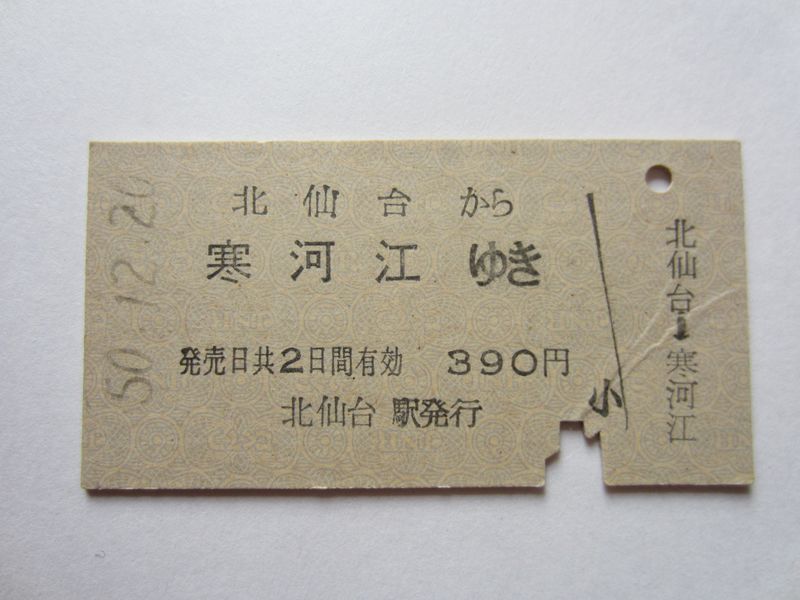 北仙台から
寒河江ゆき
発売日共2日間有効 390円
北仙台駅発行
50.12.20
小
北仙台
寒河江